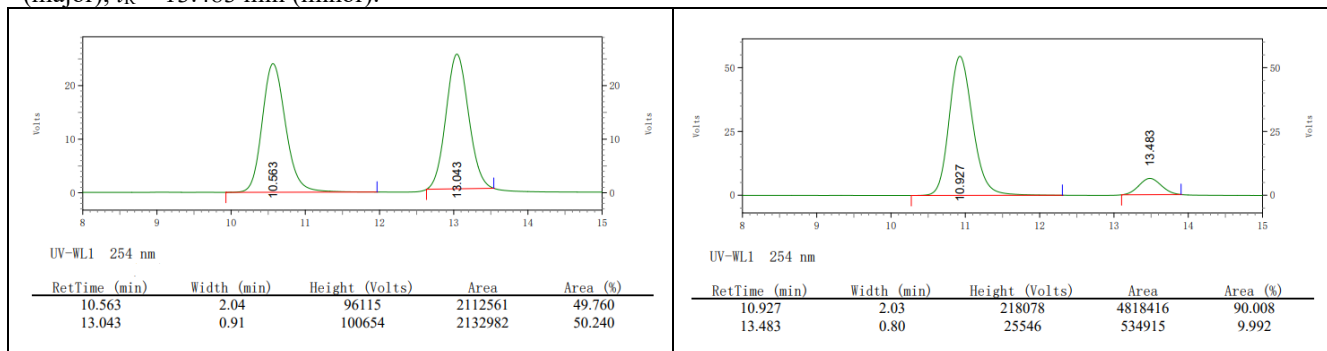 (major), tR = 13.483 min (minor).
Volts
20
10
0
10.563
13.043
20
10
0
Volts
8 9 10 11 12 13 14 15
UV-WL1 254 nm
RetTime (min) Width (min) Height (Volts) Area Area (%)
10.563 2.04 96115 2112561 49.760
13.043 0.91 100654 2132982 50.240
Volts
50
25
0
10.927
13.483
50
25
0
Volts
8 9 10 11 12 13 14 15
UV-WL1 254 nm
RetTime (min) Width (min) Height (Volts) Area Area (%)
10.927 2.03 218078 4818416 90.008
13.483 0.80 25546 534915 9.992